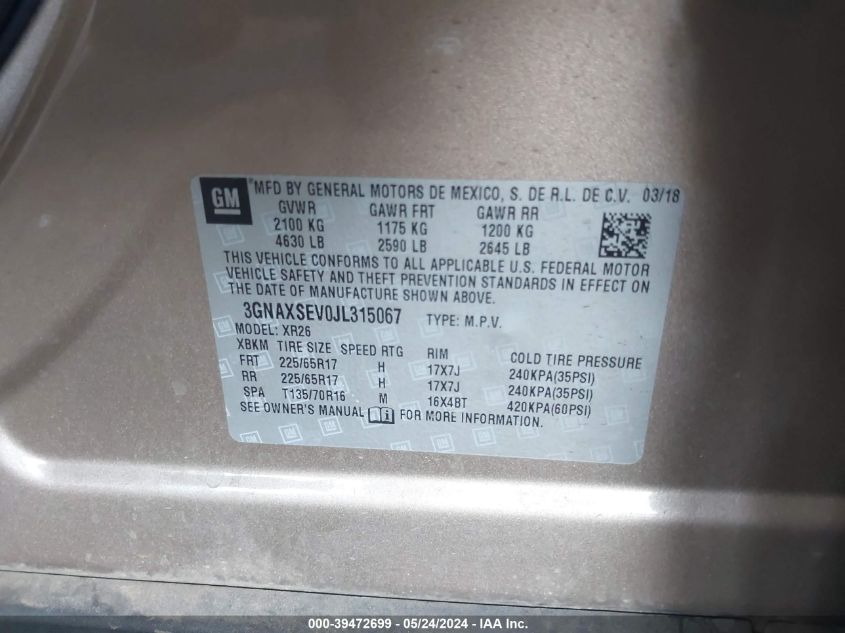 GM ®MFD BY GENERAL MOTORS DE MEXICO, S. DE R.L. DE C.V. 03/18
GVWR GAWR FRT GAWR RR
2100 KG 1175 KG 1200 KG
4630 LB 2590 LB 2645 LB
THIS VEHICLE CONFORMS TO ALL APPLICABLE U.S. FEDERAL MOTOR
VEHICLE SAFETY AND THEFT PREVENTION STANDARDS IN EFFECT ON
THE DATE OF MANUFACTURE SHOWN ABOVE.
3GNAXSEV0JL315067 TYPE: M.P.V.
MODEL: XR26
XBKM TIRE SIZE SPEED RTG RIM COLD TIRE PRESSURE
FRT 225/65R17 H 17X7J 240KPA(35PSI)
RR 225/65R17 H 17X7J 240KPA(35PSI)
SPA T135/70R16 M 16X4BT 420KPA(60PSI)
SEE OWNER'S MANUAL FOR MORE INFORMATION.
000-39472699 - 05/24/2024 - IAA Inc.